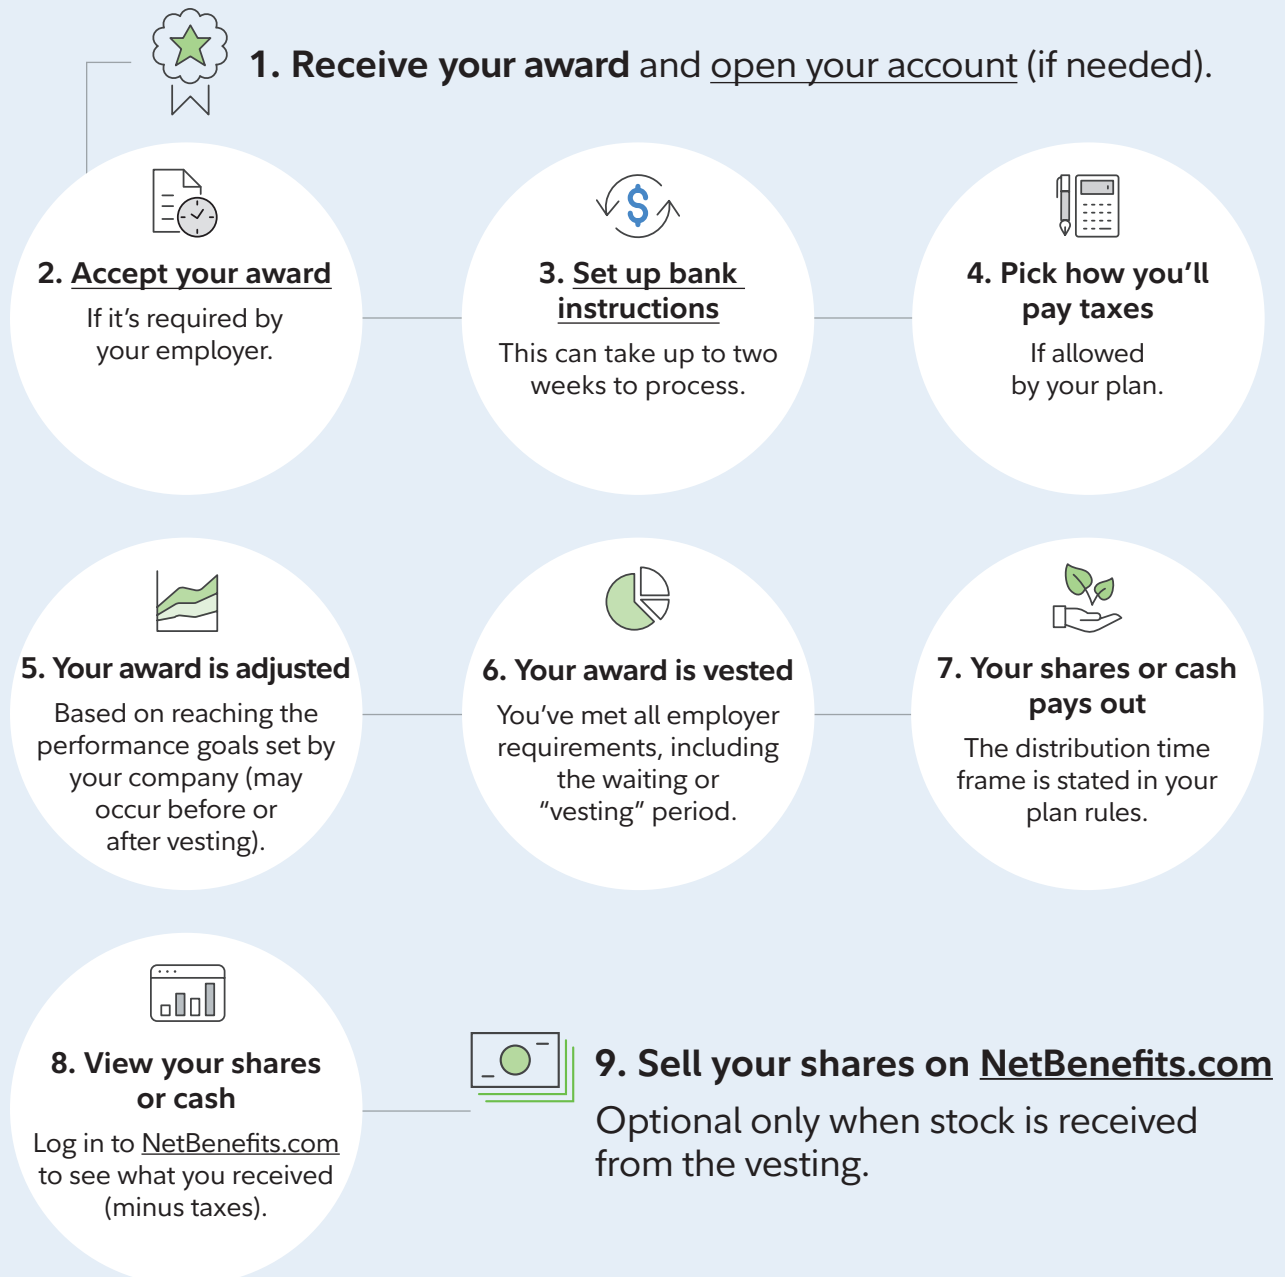 1. Receive your award and open your account (if needed).
2. Accept your award
If it's required by
your employer.
3. Set up bank
instructions
This can take up to two
weeks to process.
4. Pick how you’ll
pay taxes
If allowed
by your plan.
5. Your award is adjusted
Based on reaching the
performance goals set by
your company (may
occur before or
after vesting).
6. Your award is vested
You’ve met all employer
requirements, including
the waiting or
“vesting” period.
7. Your shares or cash
pays out
The distribution time
frame is stated in your
plan rules.
8. View your shares
or cash
Log in to NetBenefits.com
to see what you received
(minus taxes).
9. Sell your shares on NetBenefits.com
Optional only when stock is received
from the vesting.